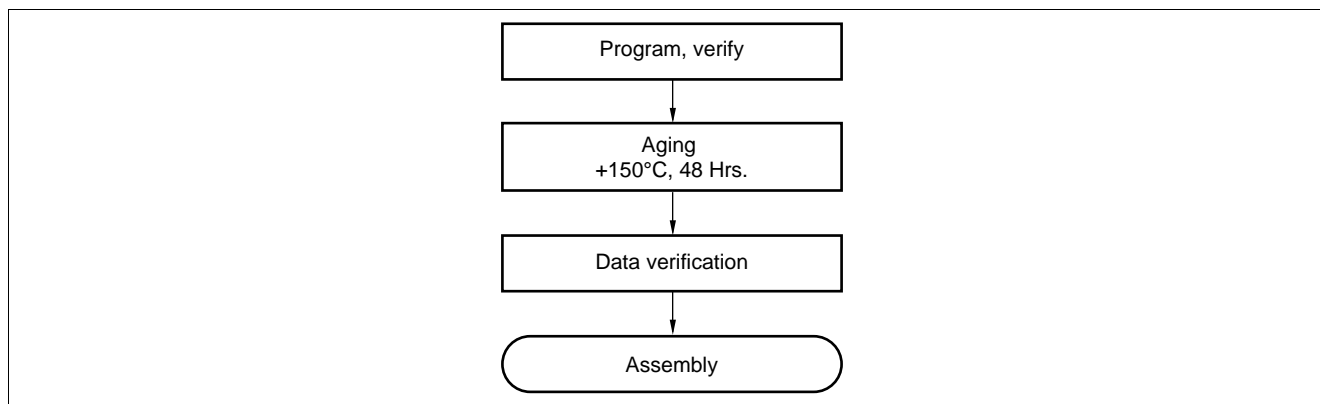 Program, verify
Aging
+150°C, 48 Hrs.
Data verification
Assembly